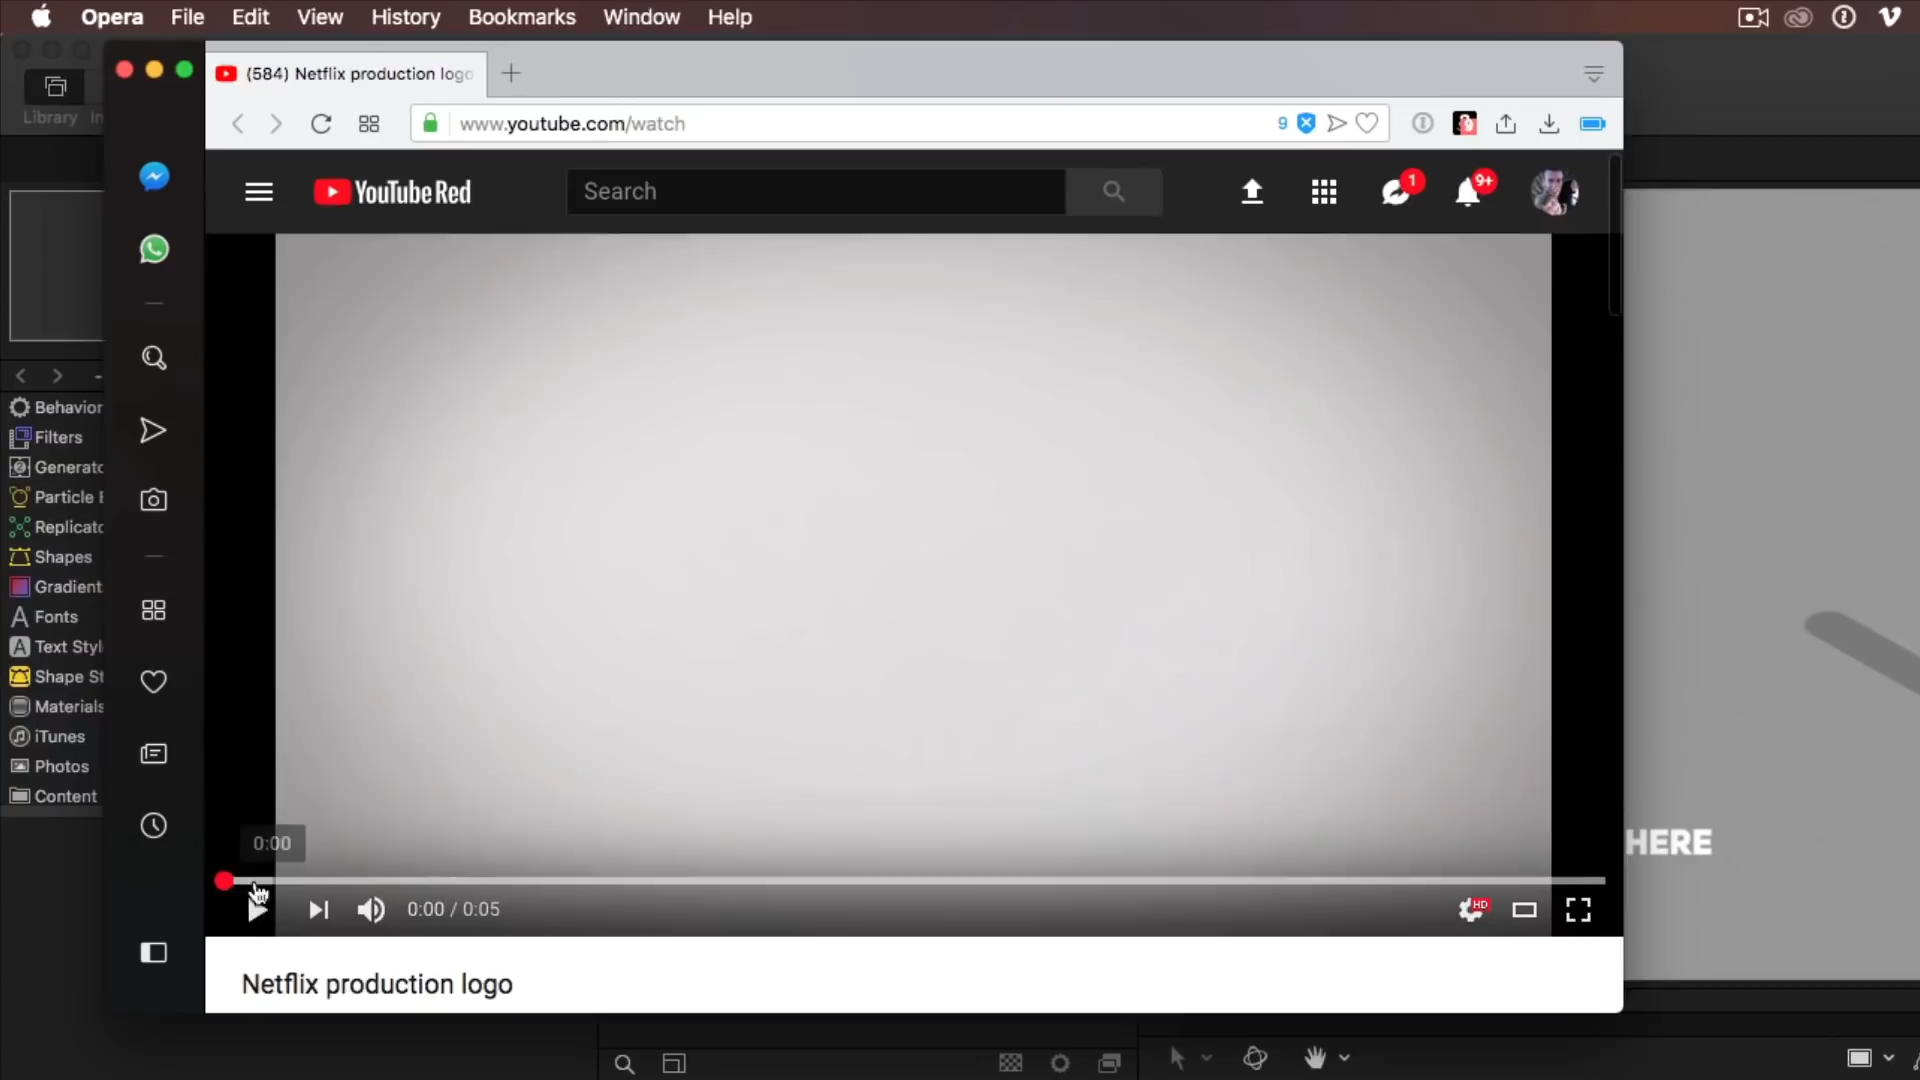 Opera File Edit View History Bookmarks Window Help
(584) Netflix production logo
www.youtube.com/watch
9
Library
YouTube Red
Search
1
9+
Behavior
Filters
Generato
Particle E
Replicato
Shapes
Gradient
Fonts
Text Styl
Shape St
Materials
iTunes
Photos
Content
HERE
0:00
0:00 / 0:05
HD
Netflix production logo